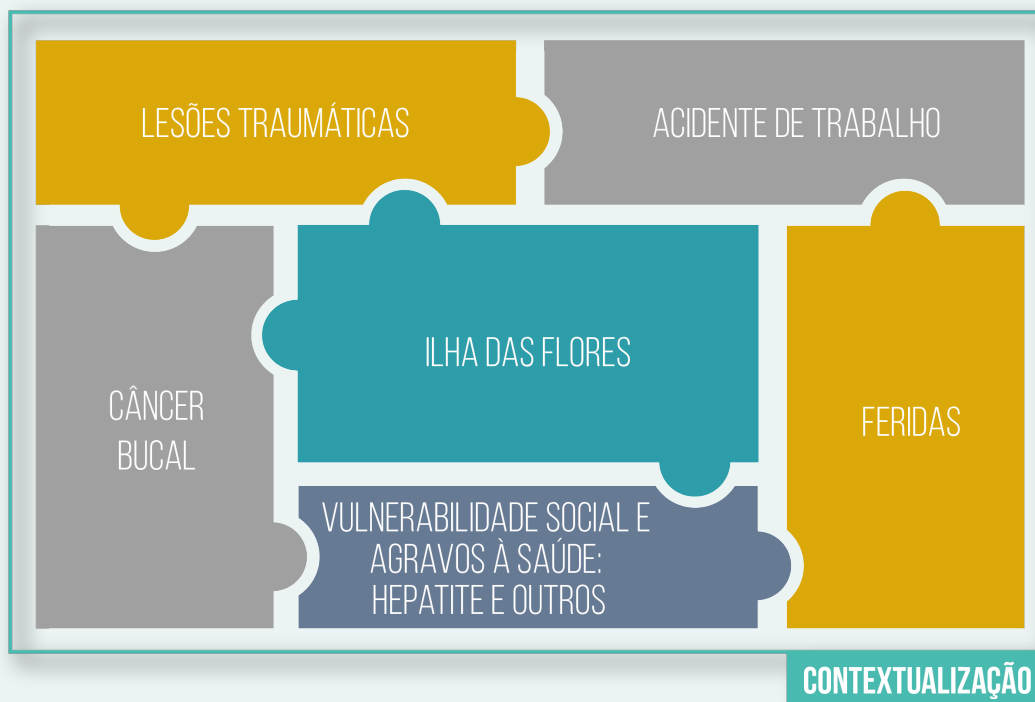 LESÕES TRAUMÁTICAS
ACIDENTE DE TRABALHO
ILHA DAS FLORES
CÂNCER
BUCAL
FERIDAS
VULNERABILIDADE SOCIAL E
AGRAVOS À SAÚDE:
HEPATITE E OUTROS
CONTEXTUALIZAÇÃO